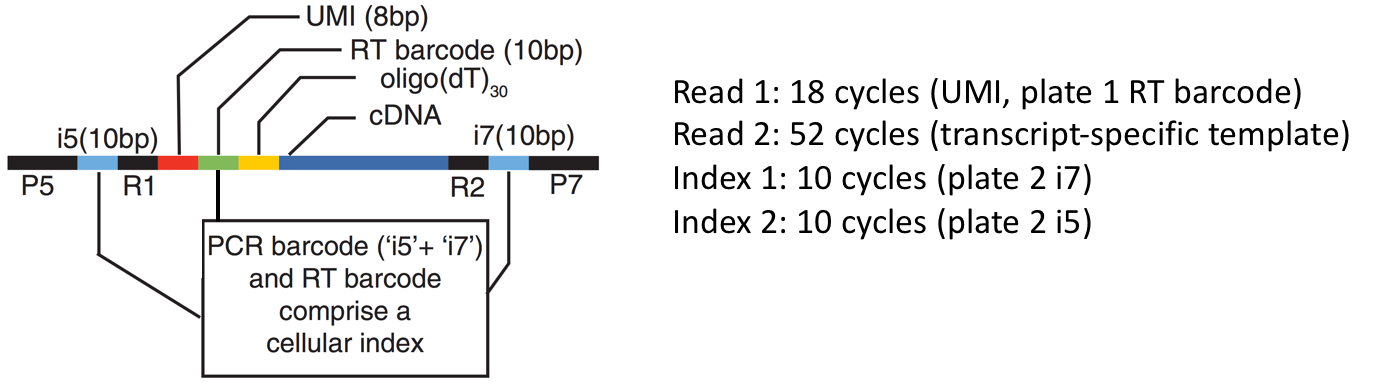 UMI (8bp)
RT barcode (10bp)
oligo(dT)30
cDNA
i5(10bp)
i7(10bp)
P5
R1
R2
P7
PCR barcode (‘i5’+ ‘i7’)
and RT barcode
comprise a
cellular index
Read 1: 18 cycles (UMI, plate 1 RT barcode)
Read 2: 52 cycles (transcript-specific template)
Index 1: 10 cycles (plate 2 i7)
Index 2: 10 cycles (plate 2 i5)